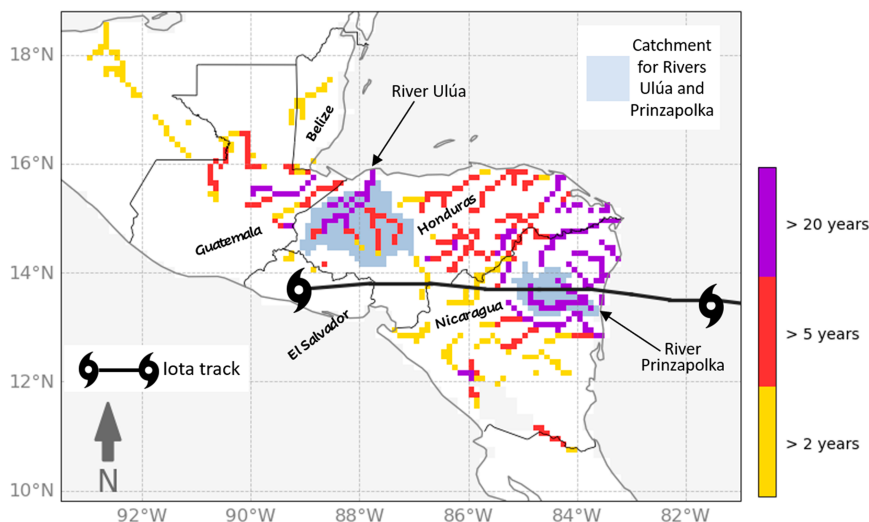 18°N
16°N
14°N
12°N
10°N
92°W
90°W
88°W
86°W
84°W
82°W
Catchment
for Rivers
Ulúa and
Prinzapolka
River Ulúa
Belize
Honduras
Guatemala
El Salvador
Nicaragua
River
Prinzapolka
Iota track
N
> 20 years
> 5 years
> 2 years